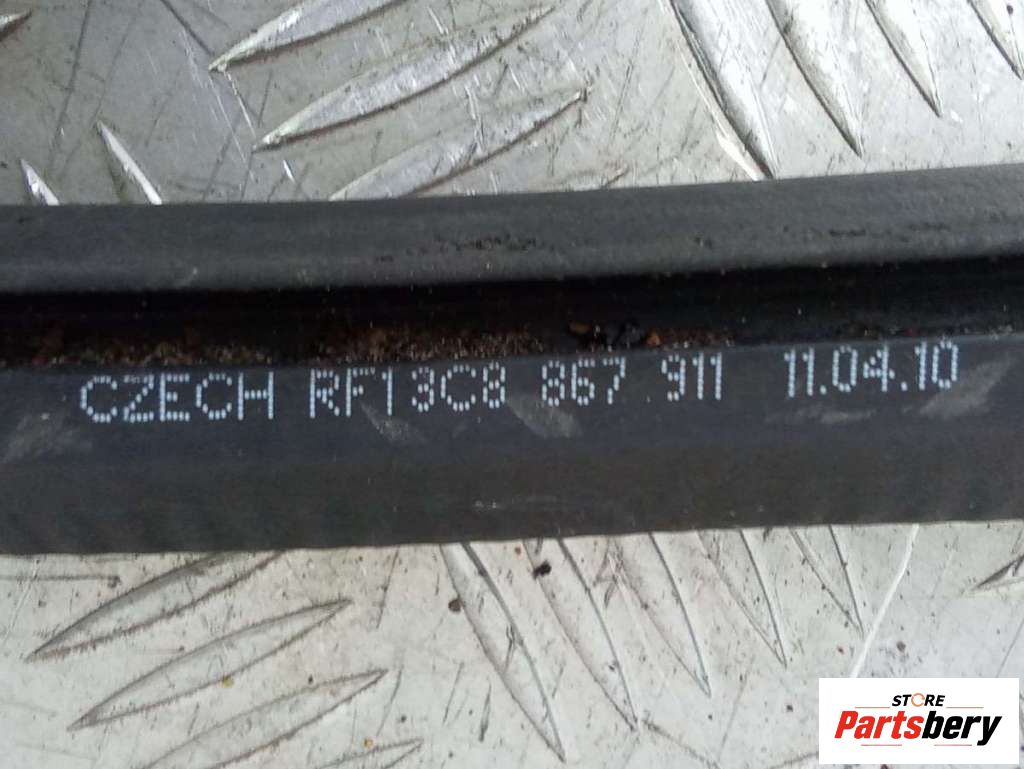 CZECH RF13C8 867 911 11.04.10
STORE
Partsbery